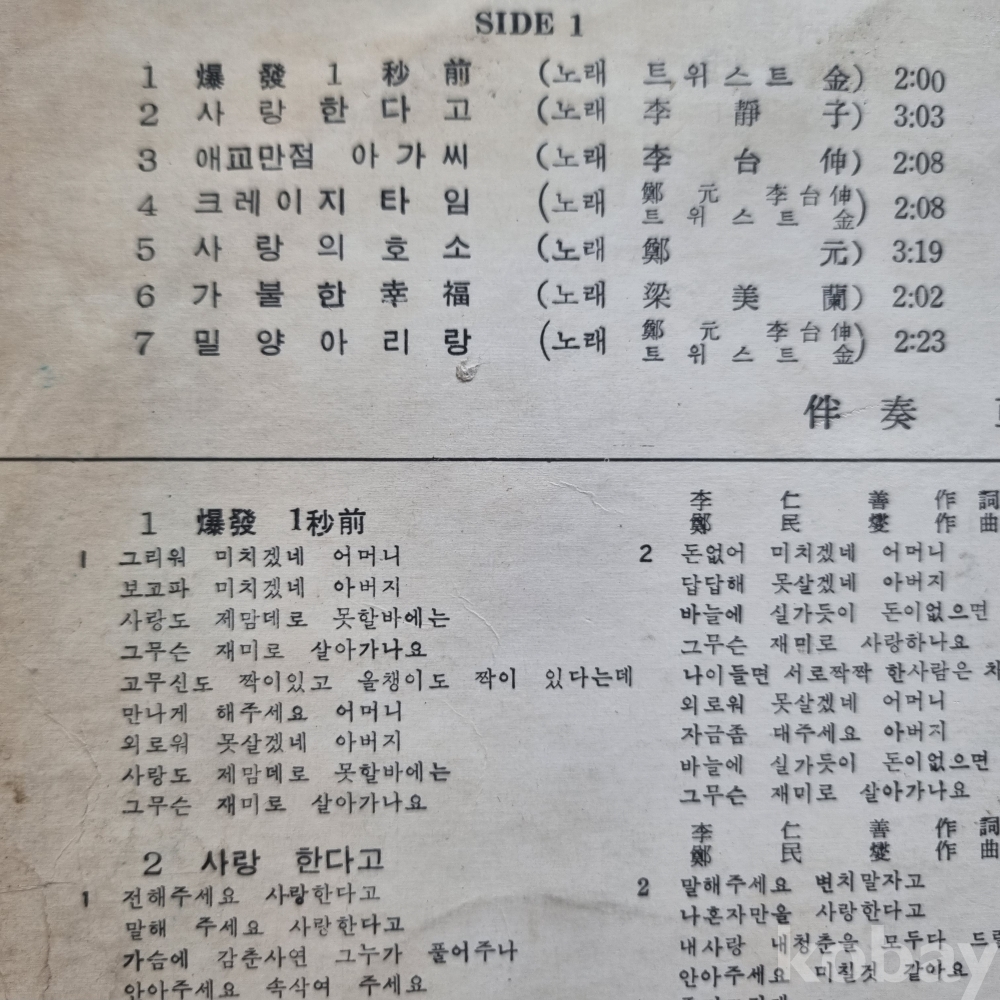 SIDE 1
1 爆發 1 秒前 (노래 트위스트金) 2:00
2 사랑한다고 (노래 李靜子) 3:03
3 애교만점 아가씨 (노래 李台伸) 2:08
4 크레이지 타임 (노래 鄭元 李台伸 트위스트金) 2:08
5 사랑의호소 (노래 鄭元) 3:19
6 가불한幸福 (노래 梁美蘭) 2:02
7 밀양아리랑 (노래 鄭元 李台伸 트위스트金) 2:23
伴奏
1 爆發 1秒前
李仁善 作詞
鄭民燮 作曲
1 그리워 미치겠네 어머니
보고파 미치겠네 아버지
사랑도 제맘데로 못할바에는
그무슨 재미로 살아가나요
고무신도 짝이있고 올챙이도 짝이 있다는데
만나게 해주세요 어머니
외로워 못살겠네 아버지
사랑도 제맘데로 못할바에는
그무슨 재미로 살아가나요
2 돈없어 미치겠네 어머니
답답해 못살겠네 아버지
바늘에 실가듯이 돈이없으면
그무슨 재미로 사랑하나요
나이들면 서로짝짝 한사람은
외로워 못살겠네 어머니
자금좀 대주세요 아버지
바늘에 실가듯이 돈이없으면
그무슨 재미로 살아가나요
2 사랑 한다고
李仁善 作詞
鄭民燮 作曲
1 전해주세요 사랑한다고
말해 주세요 사랑한다고
가슴에 감춘사연 그누가 풀어주나
안아주세요 속삭여 주세요
2 말해주세요 변치말자고
나혼자만을 사랑한다고
내사랑 내청춘을 모두다
안아주세요 미칠것 같아요
kobay